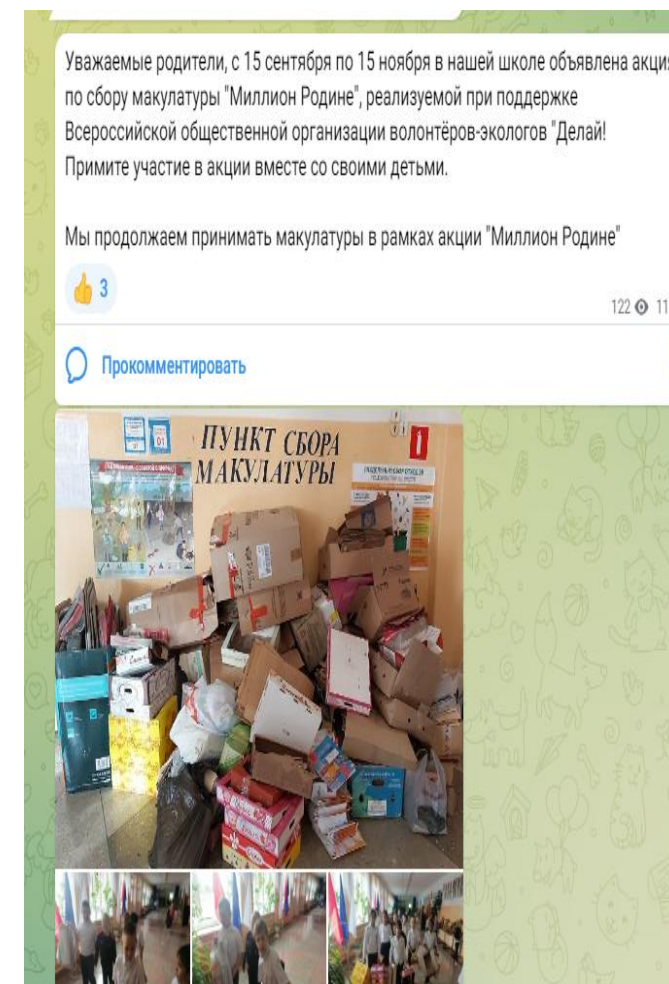 Уважаемые родители, с 15 сентября по 15 ноября в нашей школе объявлена акция
по сбору макулатуры "Миллион Родине", реализуемой при поддержке
Всероссийской общественной организации волонтёров-экологов "Делай!
Примите участие в акции вместе со своими детьми.
Мы продолжаем принимать макулатуры в рамках акции "Миллион Родине"
3
122 11
Прокомментировать
ПУНКТ СБОРА
МАКУЛАТУРЫ
01